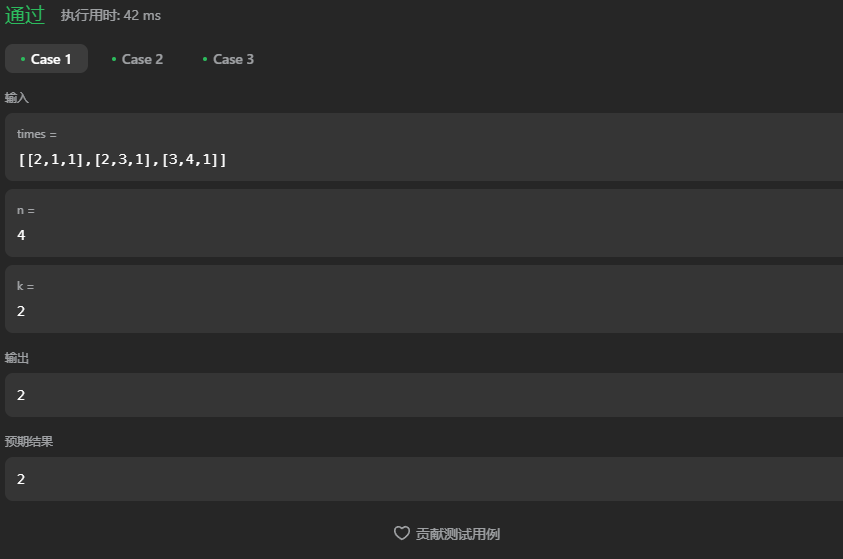 通过 执行用时: 42 ms
Case 1 Case 2 Case 3
输入
times =
[[2,1,1],[2,3,1],[3,4,1]]
n =
4
k =
2
输出
2
预期结果
2
贡献测试用例